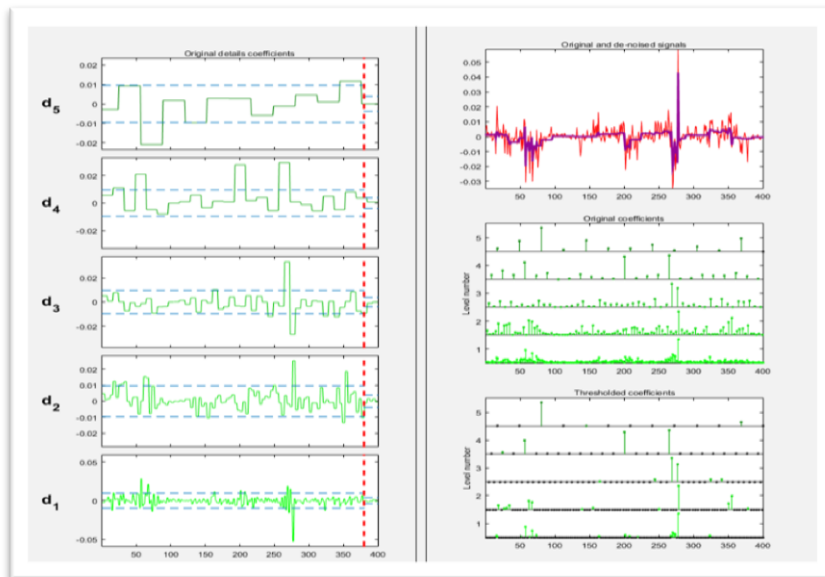 Original details coefficients
0.02
0.01
d5
0
-0.01
-0.02
0.02
d4
0
-0.02
0.02
d3
0
-0.02
0.02
0.01
d2
0
-0.01
-0.02
0.05
d1
0
-0.05
50 100 150 200 250 300 350 400
Original and de-noised signals
0.05
0.04
0.03
0.02
0.01
0
-0.01
-0.02
-0.03
50 100 150 200 250 300 350 400
Original coefficients
5
4
Level number
3
2
1
50 100 150 200 250 300 350 400
Thresholded coefficients
5
4
Level number
3
2
1
50 100 150 200 250 300 350 400